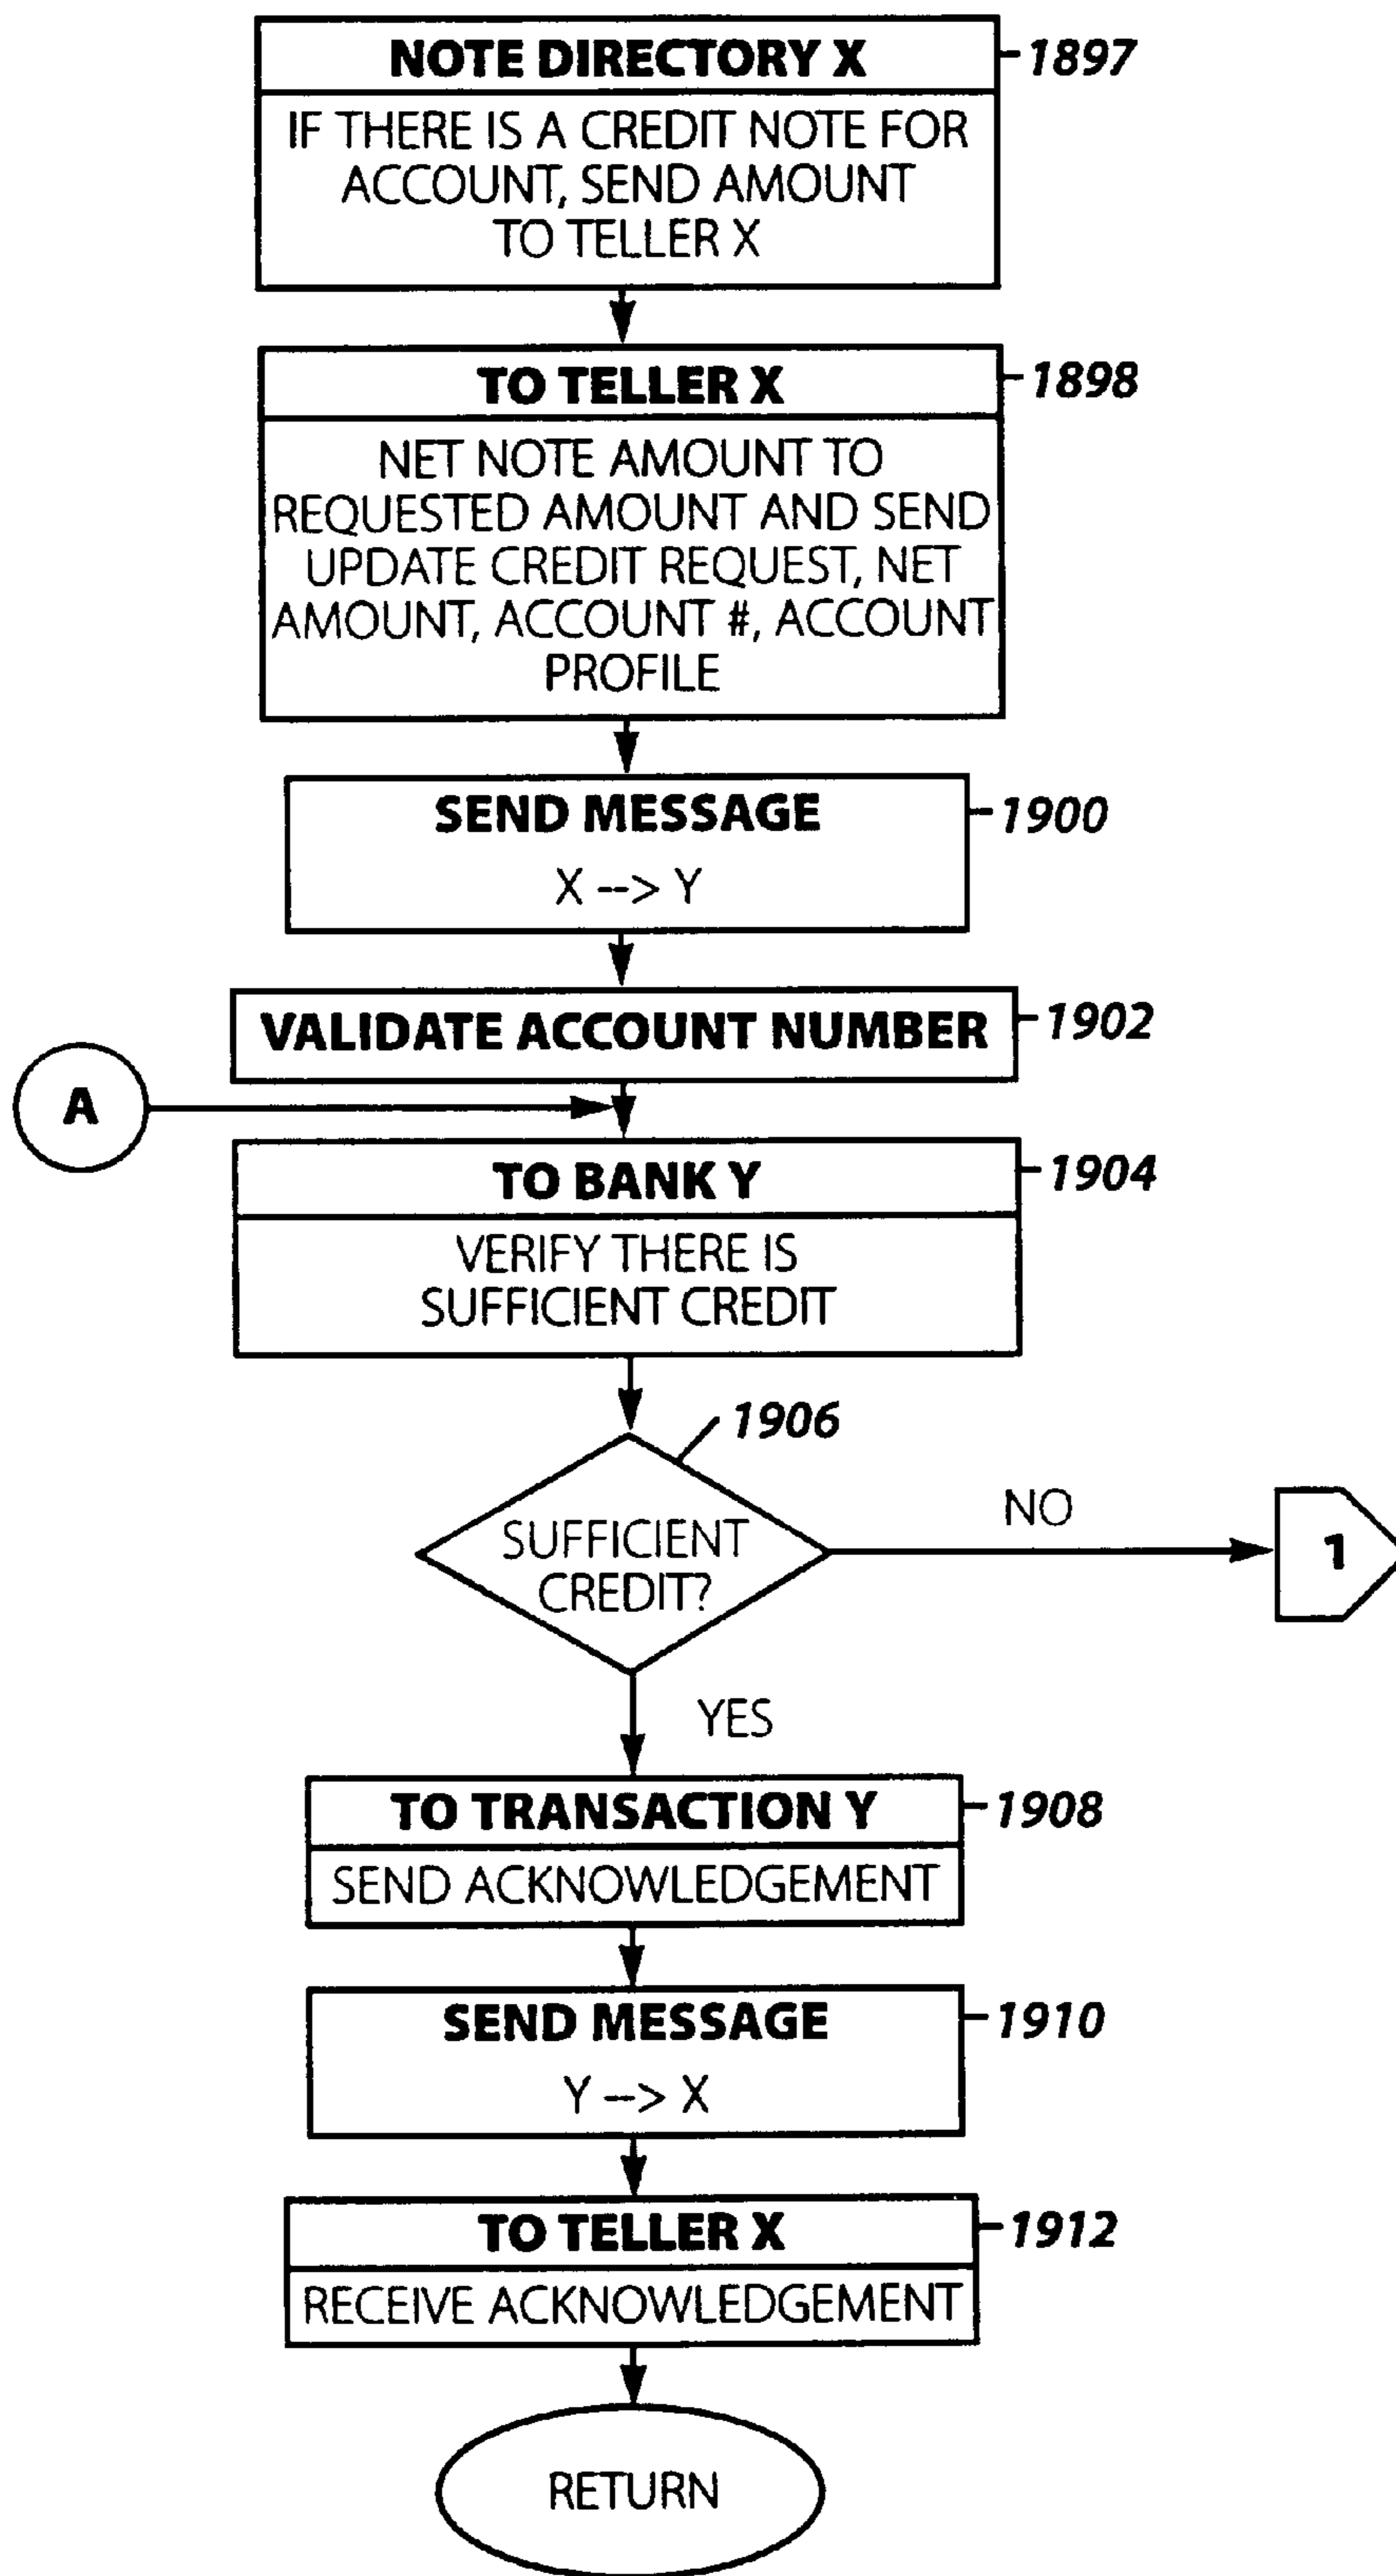 NOTE DIRECTORY X
1897
IF THERE IS A CREDIT NOTE FOR
ACCOUNT, SEND AMOUNT
TO TELLER X
TO TELLER X
1898
NET NOTE AMOUNT TO
REQUESTED AMOUNT AND SEND
UPDATE CREDIT REQUEST, NET
AMOUNT, ACCOUNT #, ACCOUNT
PROFILE
SEND MESSAGE
1900
X --> Y
VALIDATE ACCOUNT NUMBER
1902
A
TO BANK Y
1904
VERIFY THERE IS
SUFFICIENT CREDIT
1906
SUFFICIENT
CREDIT?
NO
1
YES
TO TRANSACTION Y
1908
SEND ACKNOWLEDGEMENT
SEND MESSAGE
1910
Y --> X
TO TELLER X
1912
RECEIVE ACKNOWLEDGEMENT
RETURN